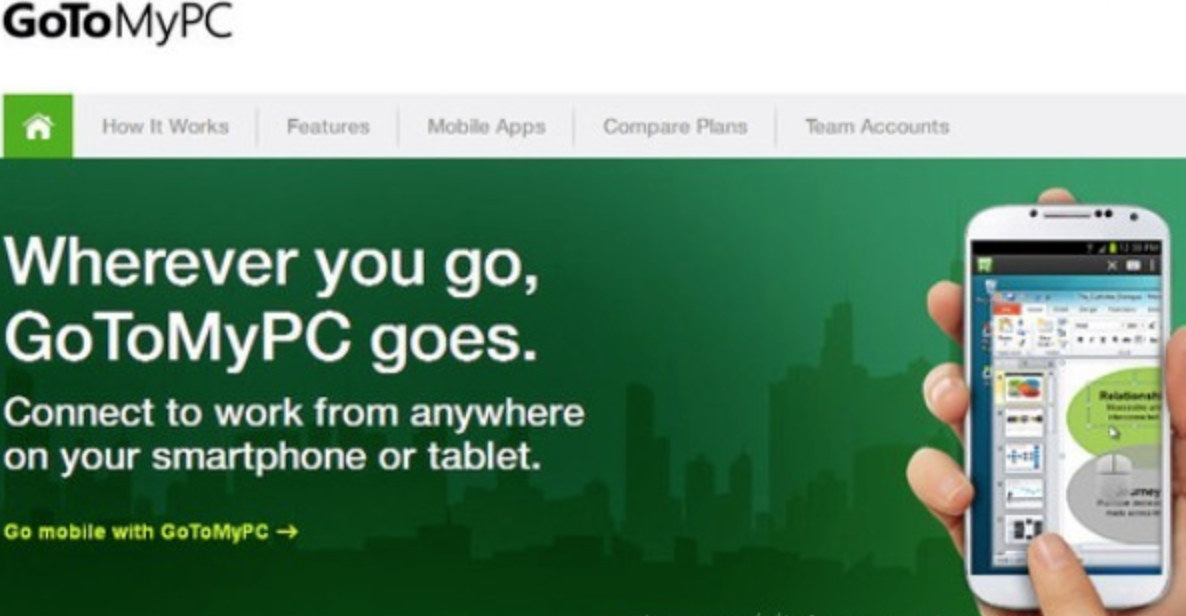 GoToMyPC
How It Works
Features
Mobile Apps
Compare Plans
Team Accounts
Wherever you go,
GoToMyPC goes.
Connect to work from anywhere
on your smartphone or tablet.
Go mobile with GoToMyPC →